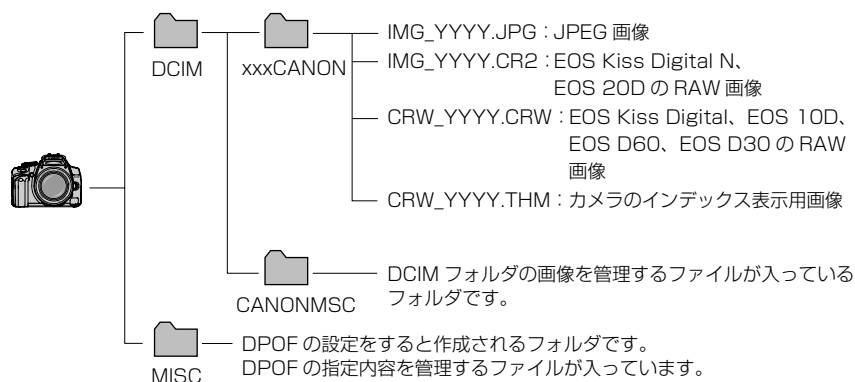 DCIM
xxxCANON
IMG_YYYY.JPG：JPEG 画像
IMG_YYYY.CR2：EOS Kiss Digital N、
EOS 20D の RAW 画像
CRW_YYYY.CRW：EOS Kiss Digital、EOS 10D、
EOS D60、EOS D30 の RAW
画像
CRW_YYYY.THM：カメラのインデックス表示用画像
CANONMSC
DCIM フォルダの画像を管理するファイルが入っている
フォルダです。
MISC
DPOF の設定をすると作成されるフォルダです。
DPOF の指定内容を管理するファイルが入っています。